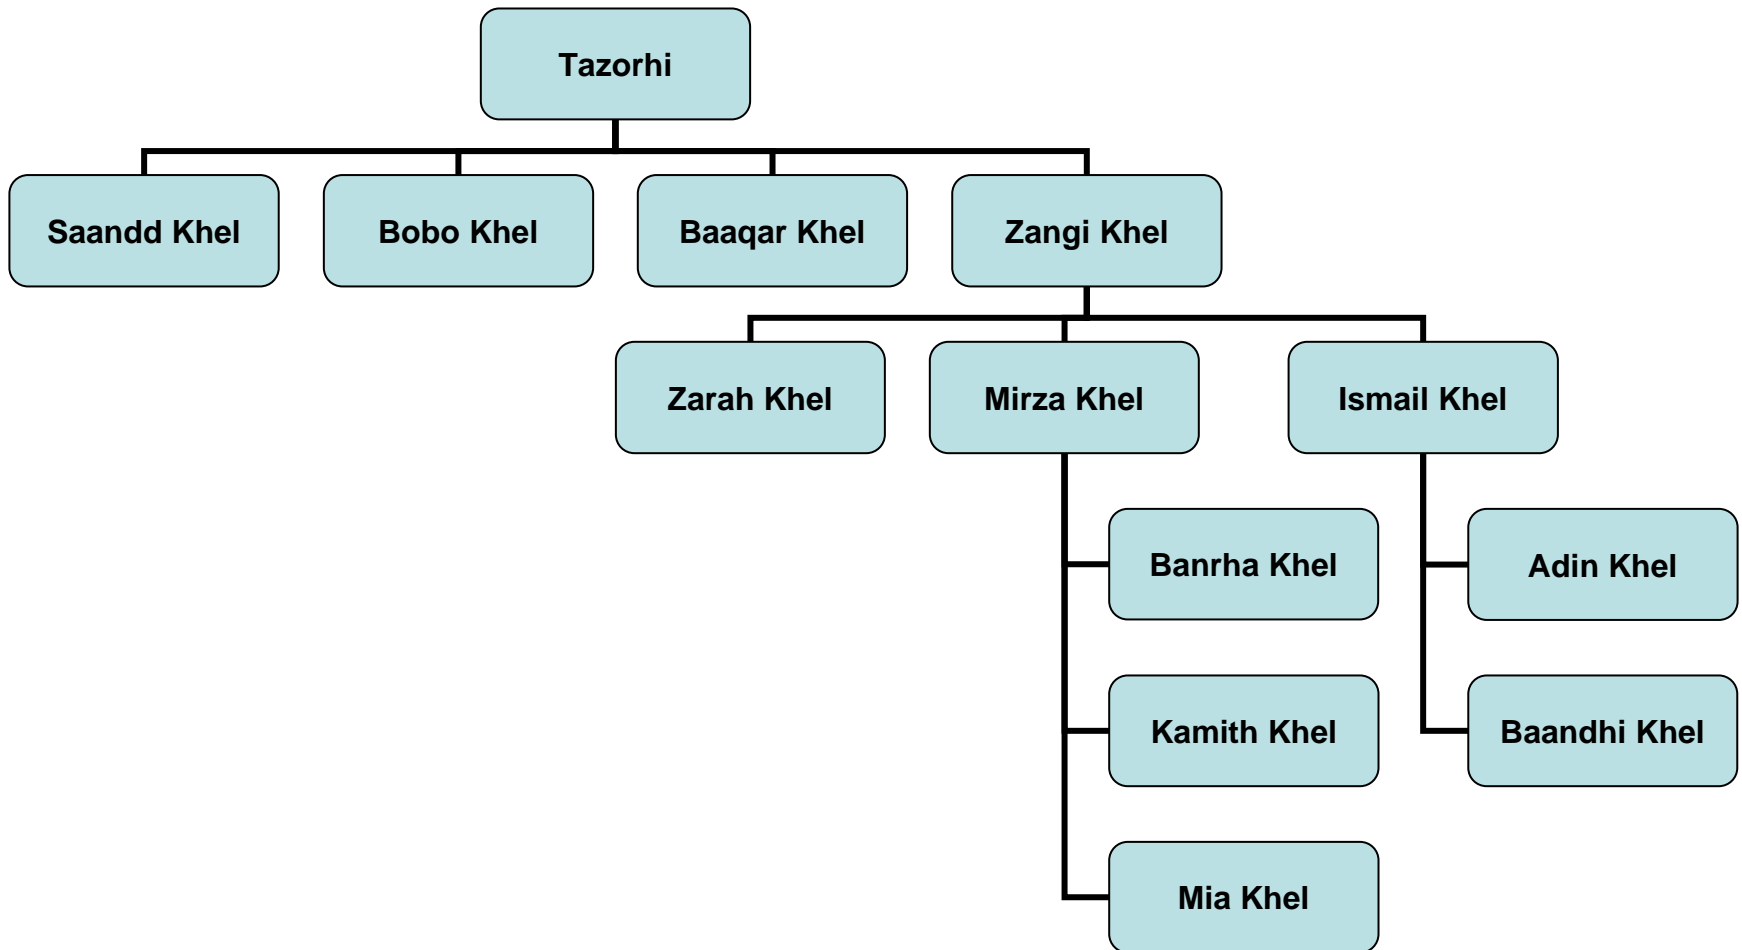 Tazorhi
Saandd Khel
Bobo Khel
Baaqar Khel
Zangi Khel
Zarah Khel
Mirza Khel
Ismail Khel
Banrha Khel
Adin Khel
Kamith Khel
Baandhi Khel
Mia Khel